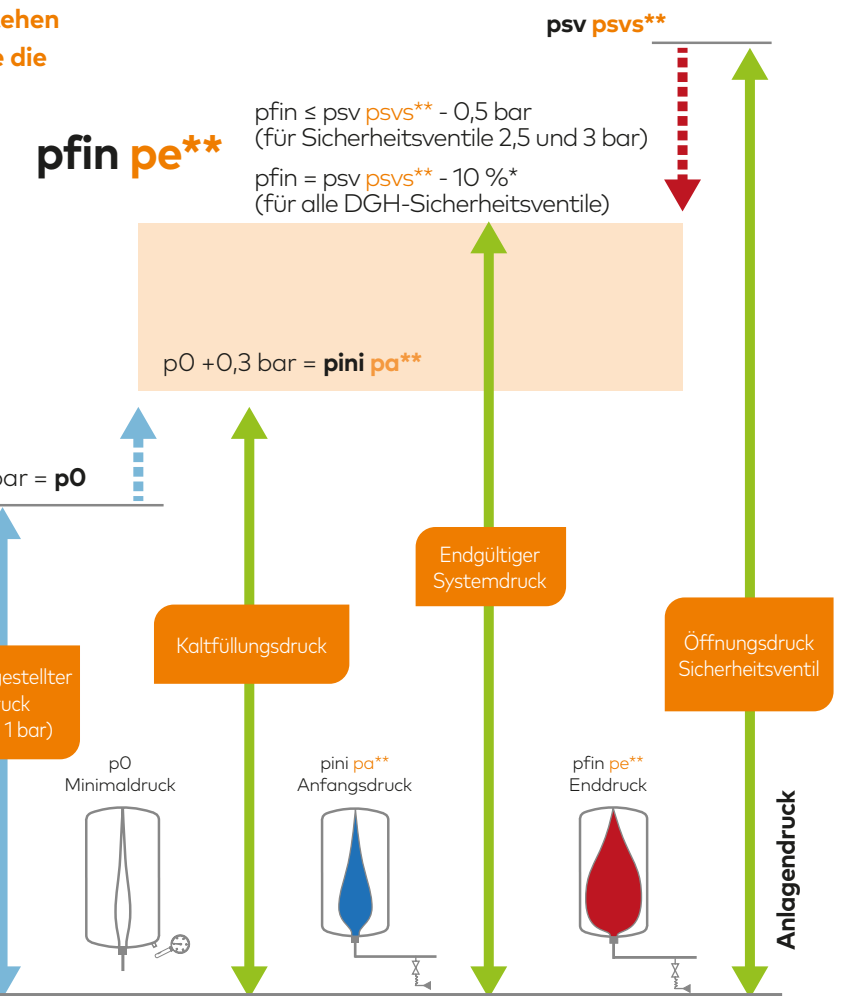 ehen
e die
psv psvs**
pfin pe**
pfin ≤ psv psvs** - 0,5 bar
(für Sicherheitsventile 2,5 und 3 bar)
pfin = psv psvs** - 10 %*
(für alle DGH-Sicherheitsventile)
p0 +0,3 bar = pini pa**
bar = p0
Endgültiger
Systemdruck
Kaltfüllungsdruck
Öffnungsdruck
Sicherheitsventil
gestellter
ruck
1 bar)
p0
Minimaldruck
pini pa**
Anfangsdruck
pfin pe**
Enddruck
Anlagendruck